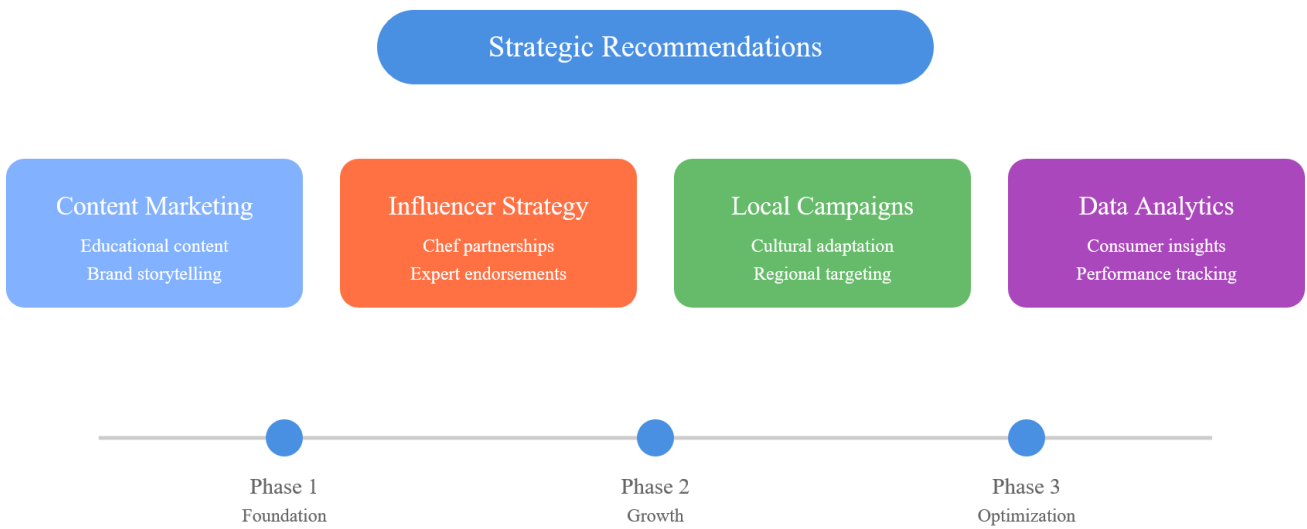 Strategic Recommendations
Content Marketing
Educational content
Brand storytelling
Influencer Strategy
Chef partnerships
Expert endorsements
Local Campaigns
Cultural adaptation
Regional targeting
Data Analytics
Consumer insights
Performance tracking
Phase 1
Foundation
Phase 2
Growth
Phase 3
Optimization